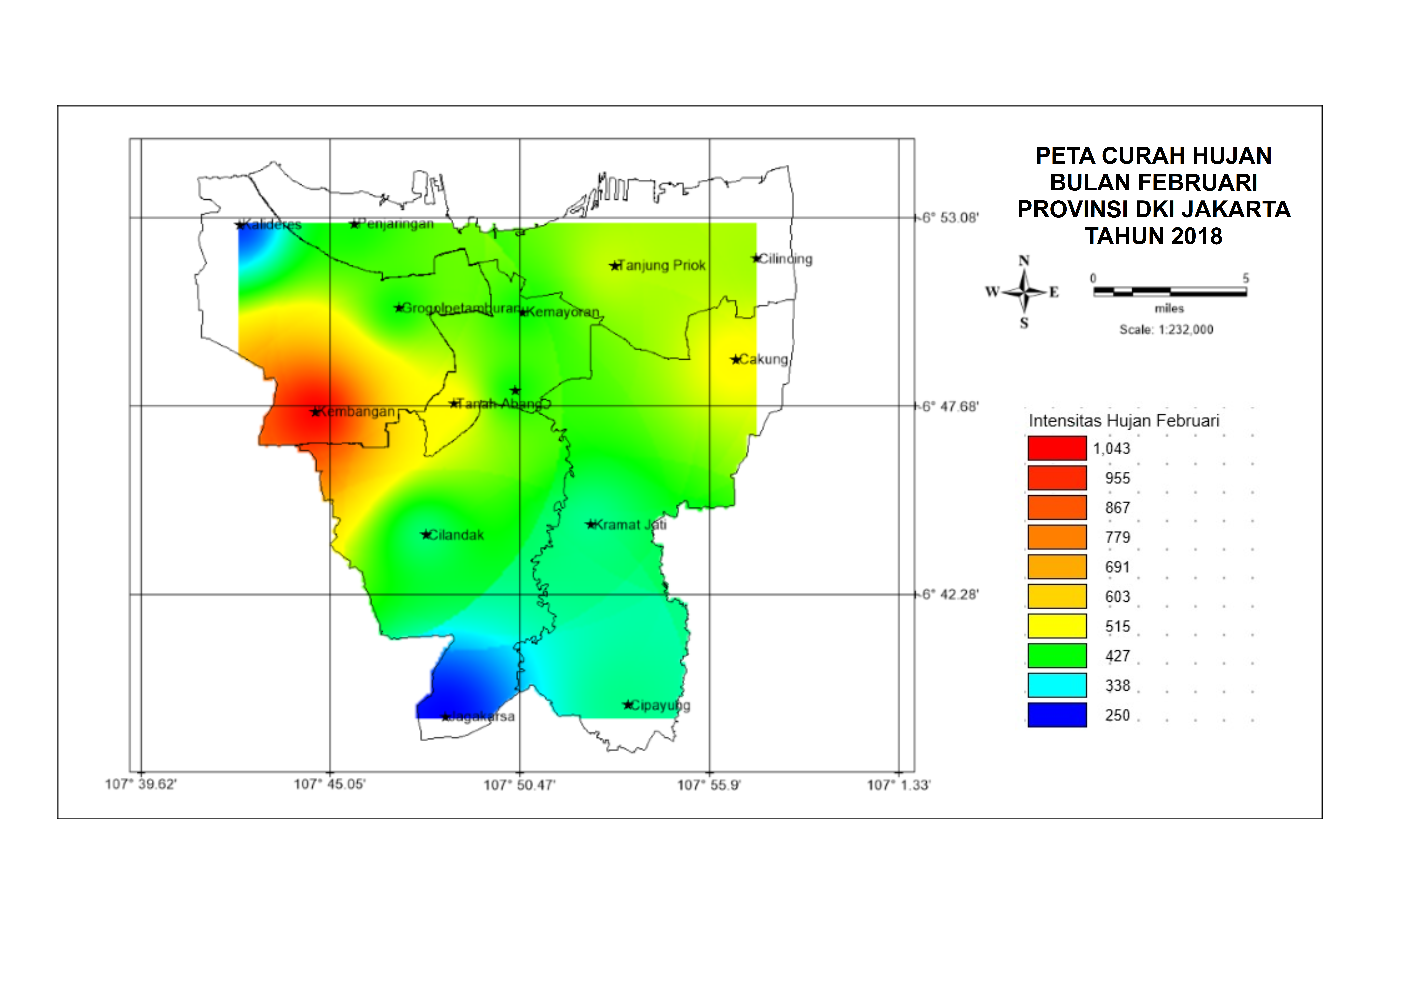 PETA CURAH HUJAN
BULAN FEBRUARI
PROVINSI DKI JAKARTA
TAHUN 2018
N
W E
S
0 5
miles
Scale: 1:232,000
Kalideres
Penjaringan
6° 53.08'
Cilincing
Tanjung Priok
Grogolpetamburan
Kemayoran
Cakung
Tanah Abang
Kembangan
6° 47.68'
Kramat Jati
Cilandak
6° 42.28'
Cipayung
Jagakarsa
107° 39.62' 107° 45.05' 107° 50.47' 107° 55.9' 107° 1.33'
Intensitas Hujan Februari
1,043
955
867
779
691
603
515
427
338
250